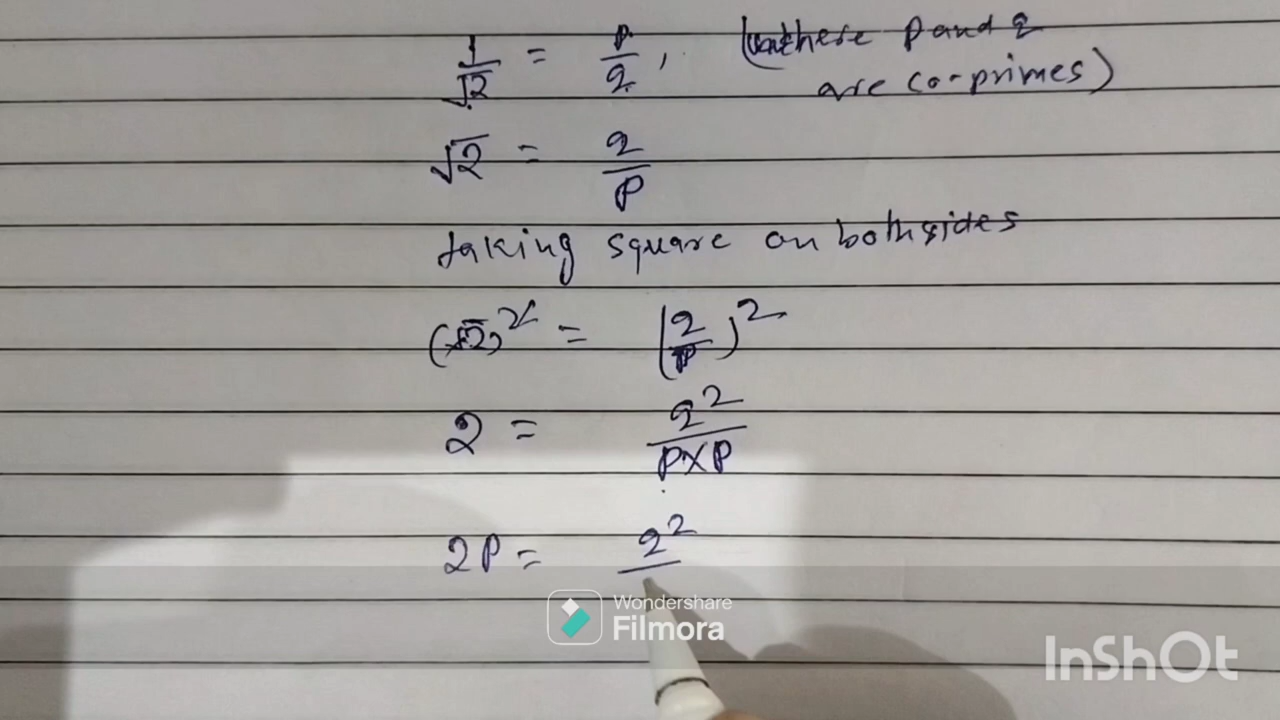 1/√2 = p/q, (where p and q
are co-primes)
√2 = q/p
taking square on both sides
(√2)² = (q/p)²
2 = q²/p×p
2p = q²
Wondershare
Filmora
InShOt